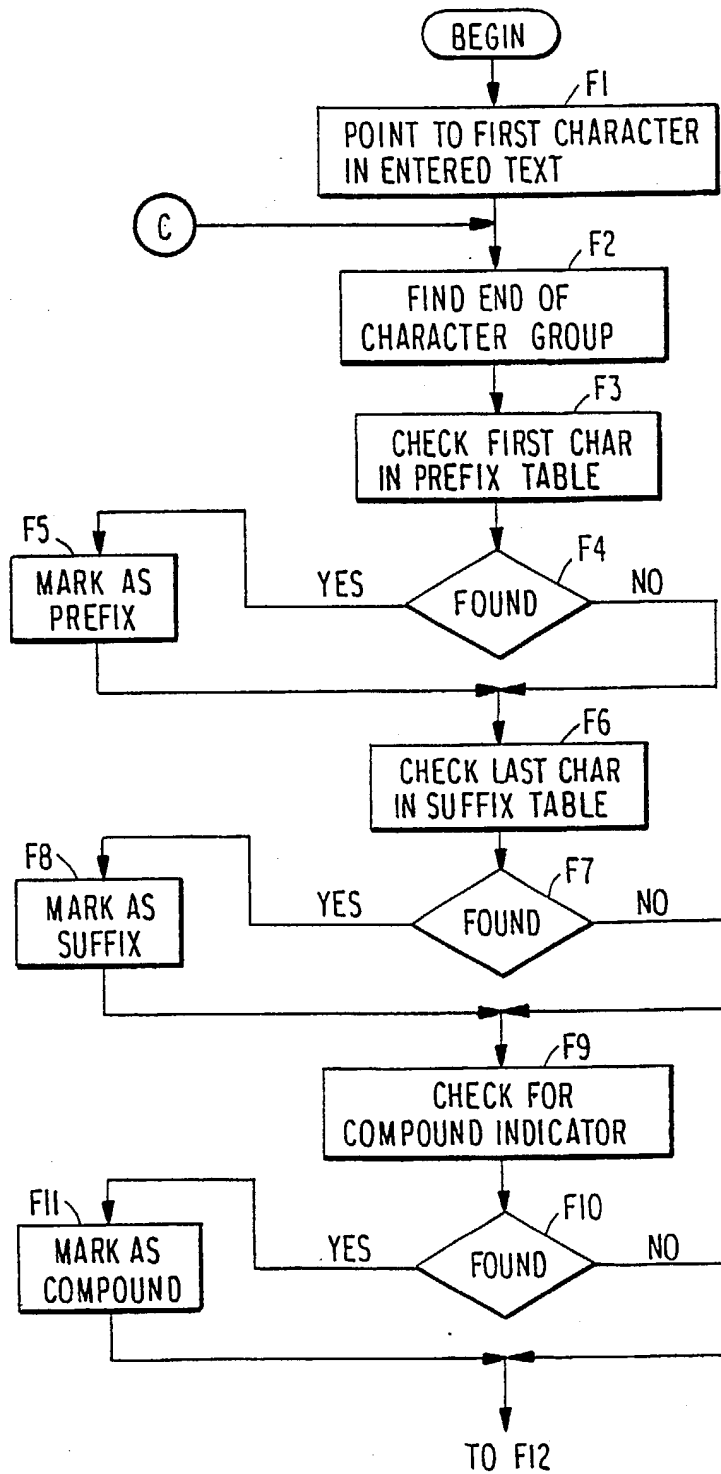 BEGIN
F1
POINT TO FIRST CHARACTER
IN ENTERED TEXT
C
F2
FIND END OF
CHARACTER GROUP
F3
CHECK FIRST CHAR
IN PREFIX TABLE
F5
MARK AS
PREFIX
YES
F4
FOUND
NO
F6
CHECK LAST CHAR
IN SUFFIX TABLE
F8
MARK AS
SUFFIX
YES
F7
FOUND
NO
F9
CHECK FOR
COMPOUND INDICATOR
F11
MARK AS
COMPOUND
YES
F10
FOUND
NO
TO F12